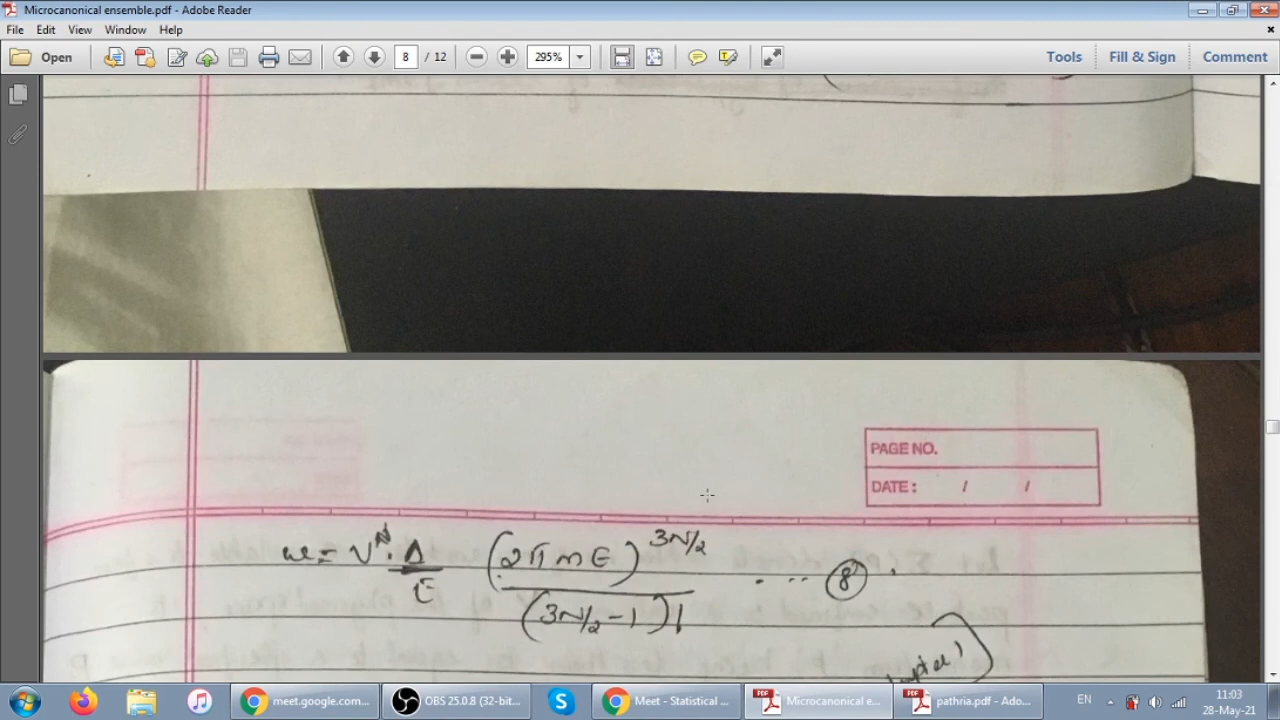 Microcanonical ensemble.pdf - Adobe Reader
File Edit View Window Help
Open 8 / 12 295% Tools Fill & Sign Comment
PAGE NO.
DATE: / /
ω = V^N . Δ/E (2πmE)^3N/2 / (3N/2 - 1)! ... (8)
meet.google.com... OBS 25.0.8 (32-bit... Meet - Statistical ... Microcanonical e... pathria.pdf - Ado... EN 11:03
28-May-21